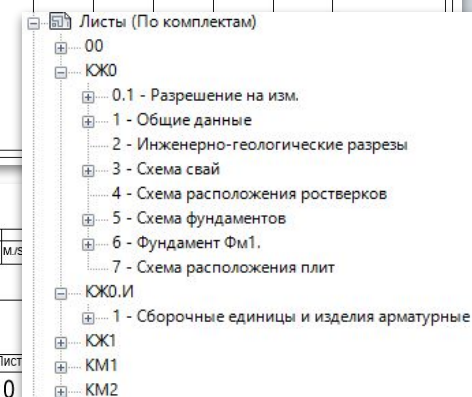 Листы (По комплектам)
00
КЖ0
0.1 - Разрешение на изм.
1 - Общие данные
2 - Инженерно-геологические разрезы
3 - Схема свай
4 - Схема расположения ростверков
5 - Схема фундаментов
6 - Фундамент Фм1.
м./s
7 - Схема расположения плит
КЖ0.И
1 - Сборочные единицы и изделия арматурные
КЖ1
Лист
КМ1
0
КМ2